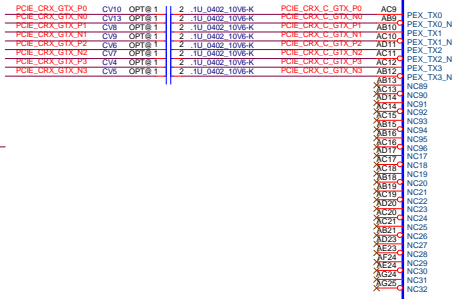 PCIE_CRX_GTX_P0 CV10 OPT@ 1 2 .1U_0402_10V6-K PCIE_CRX_C_GTX_P0 AC9 PEX_TX0
PCIE_CRX_GTX_N0 CV13 OPT@ 1 2 .1U_0402_10V6-K PCIE_CRX_C_GTX_N0 AB9 PEX_TX0_N
PCIE_CRX_GTX_P1 CV8 OPT@ 1 2 .1U_0402_10V6-K PCIE_CRX_C_GTX_P1 AB10 PEX_TX1
PCIE_CRX_GTX_N1 CV9 OPT@ 1 2 .1U_0402_10V6-K PCIE_CRX_C_GTX_N1 AC10 PEX_TX1_N
PCIE_CRX_GTX_P2 CV6 OPT@ 1 2 .1U_0402_10V6-K PCIE_CRX_C_GTX_P2 AD11 PEX_TX2
PCIE_CRX_GTX_N2 CV7 OPT@ 1 2 .1U_0402_10V6-K PCIE_CRX_C_GTX_N2 AC11 PEX_TX2_N
PCIE_CRX_GTX_P3 CV4 OPT@ 1 2 .1U_0402_10V6-K PCIE_CRX_C_GTX_P3 AC12 PEX_TX3
PCIE_CRX_GTX_N3 CV5 OPT@ 1 2 .1U_0402_10V6-K PCIE_CRX_C_GTX_N3 AB12 PEX_TX3_N
AB13 NC89
AC13 NC90
AD14 NC91
AC14 NC92
AC15 NC93
AB15 NC94
AB16 NC95
AC16 NC96
AD17 NC17
AC17 NC18
AC18 NC19
AB18 NC20
AB19 NC21
AC19 NC22
AD20 NC23
AC20 NC24
AC21 NC25
AB21 NC26
AD23 NC27
AE23 NC28
AF24 NC29
AE24 NC30
AG24 NC31
AG25 NC32